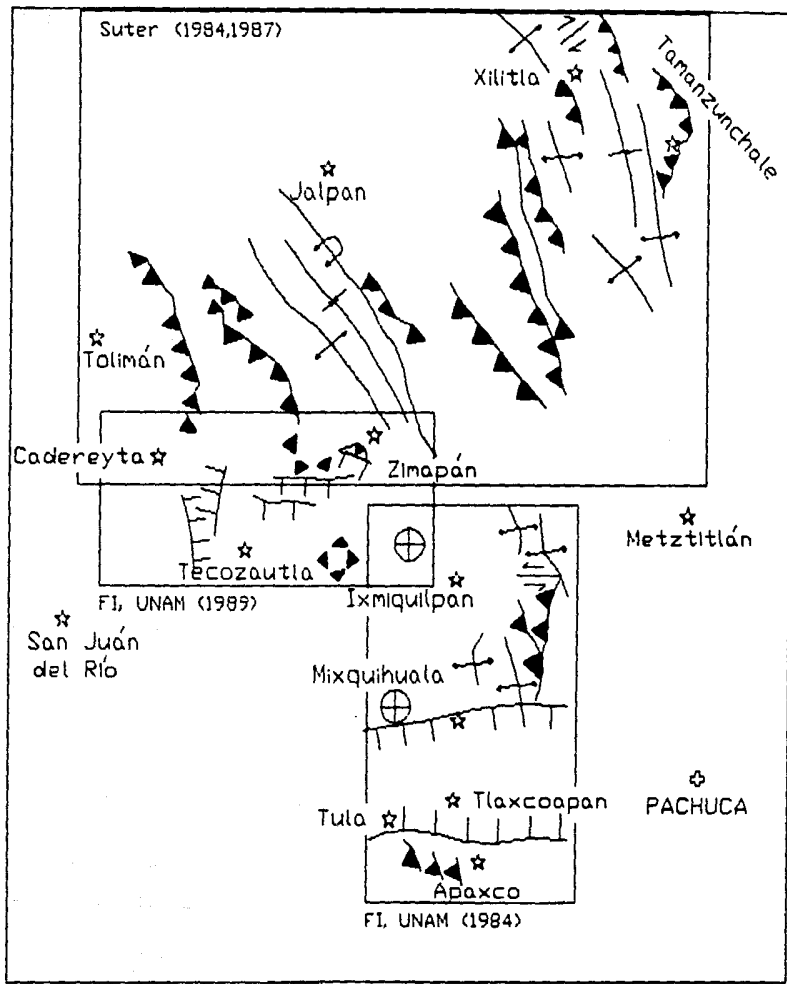 Suter (1984,1987)
Xilitla
Tamanzunchale
Jalpan
Tolimán
Cadereyta
Zimapán
Metztitlán
Tecozautla
Ixmiquilpan
FI, UNAM (1989)
San Juán
del Río
Mixquihuala
Tlaxcoapan
PACHUCA
Tula
Apaxco
FI, UNAM (1984)